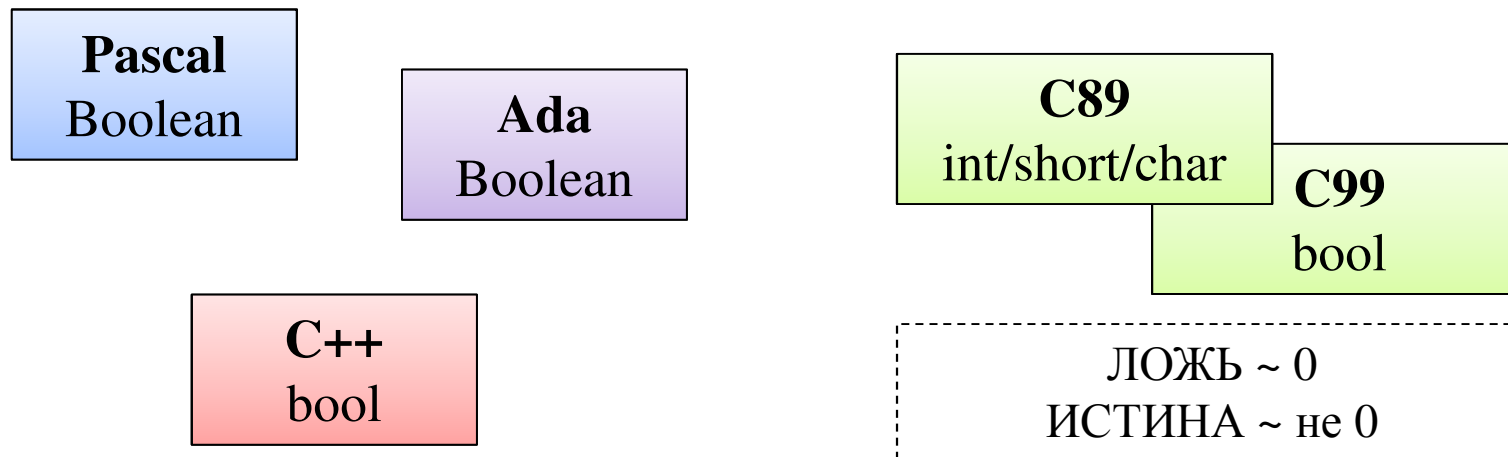 Pascal
Boolean
Ada
Boolean
C++
bool
C89
int/short/char
C99
bool
ЛОЖЬ ~ 0
ИСТИНА ~ не 0